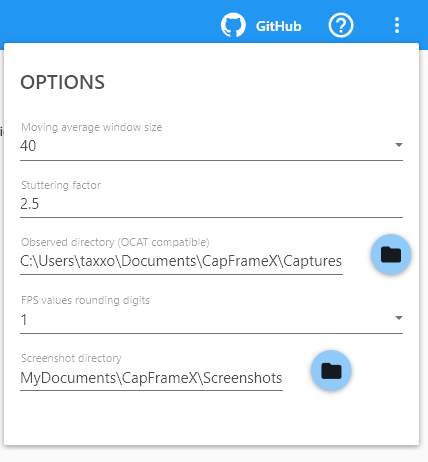 GitHub
OPTIONS
Moving average window size
40
Stuttering factor
2.5
Observed directory (OCAT compatible)
C:\Users\taxxo\Documents\CapFrameX\Captures
FPS values rounding digits
1
Screenshot directory
MyDocuments\CapFrameX\Screenshots